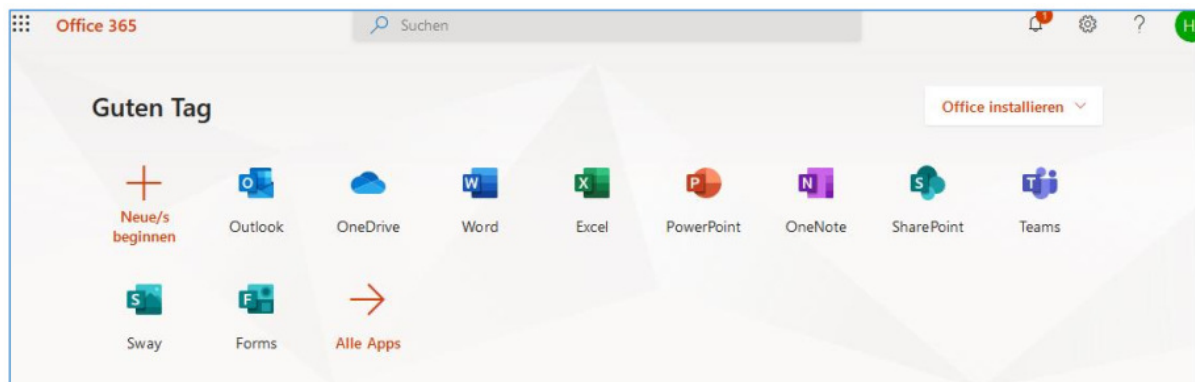 Office 365
Suchen
1
?
H
Guten Tag
Office installieren
Neue/s
beginnen
Outlook
OneDrive
Word
Excel
PowerPoint
OneNote
SharePoint
Teams
Sway
Forms
Alle Apps